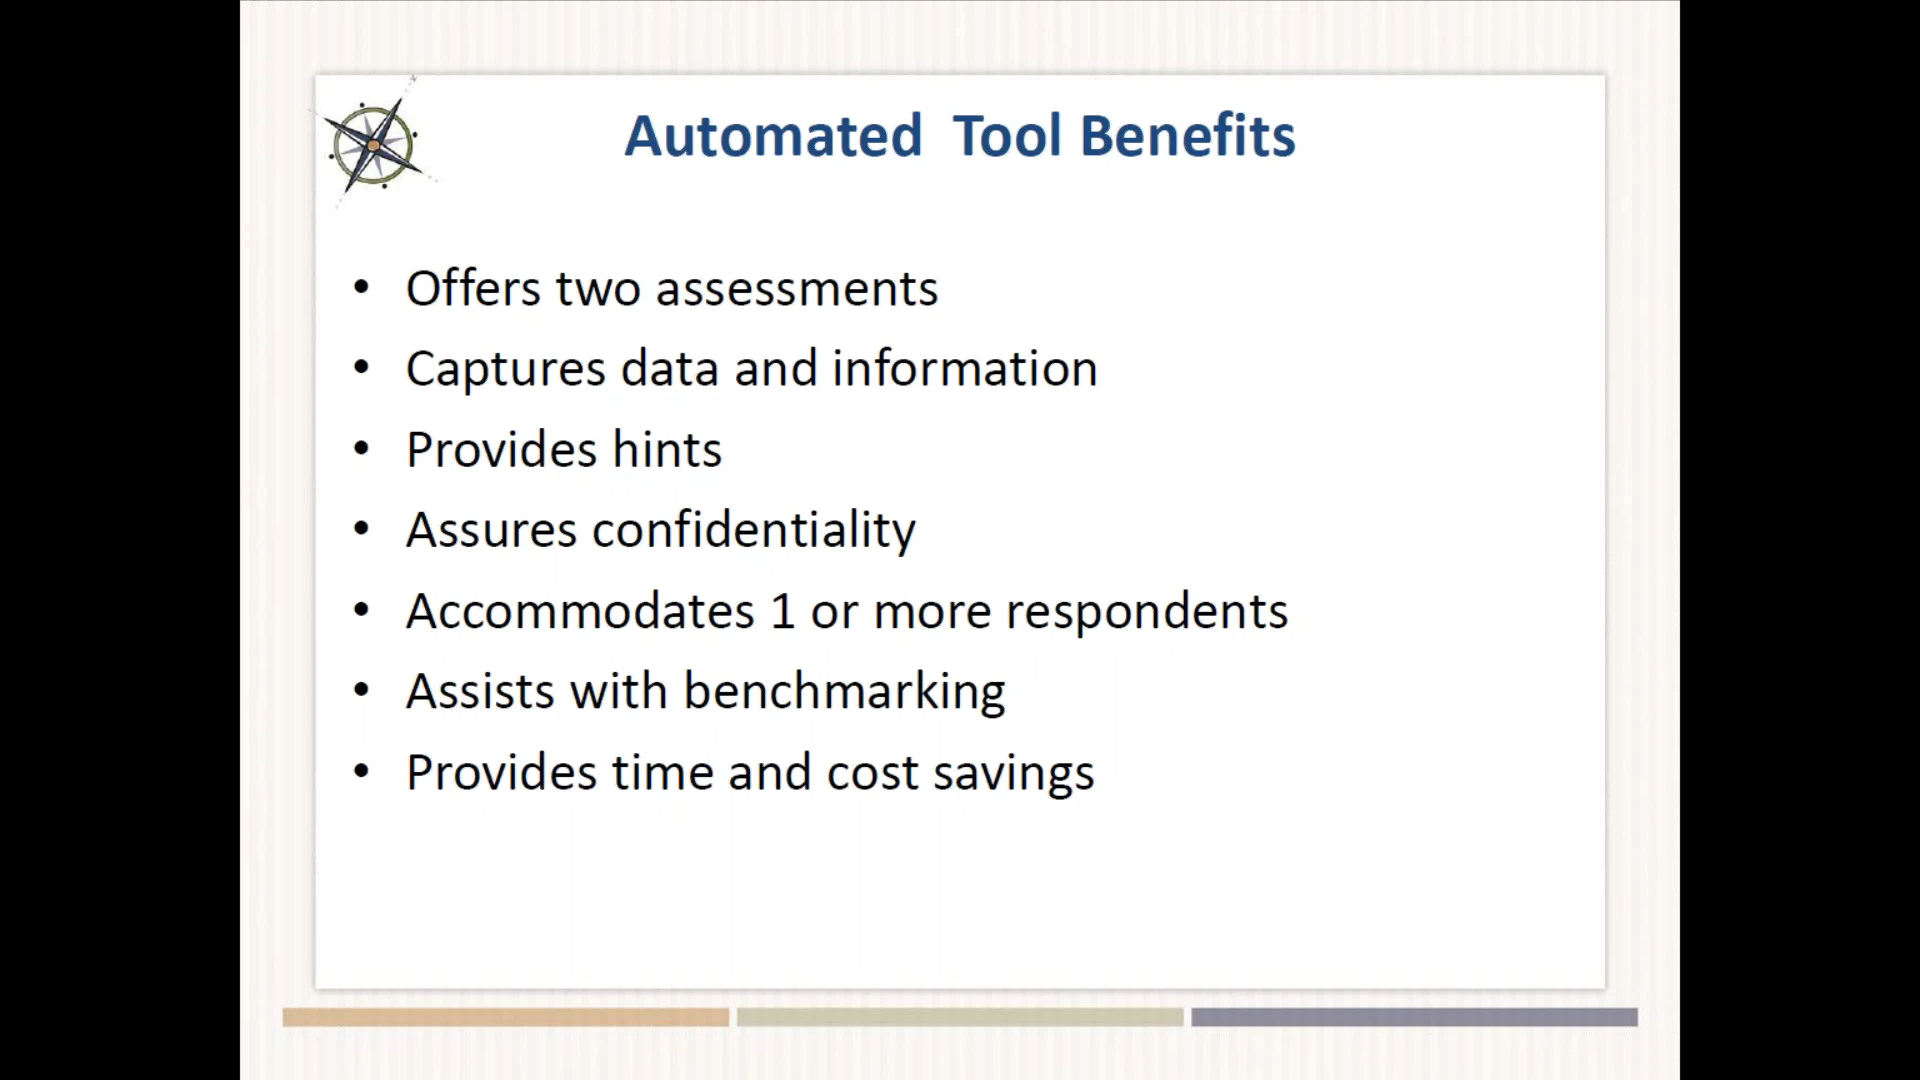 Automated  Tool Benefits
• Offers two assessments
• Captures data and information
• Provides hints
• Assures confidentiality
• Accommodates 1 or more respondents
• Assists with benchmarking
• Provides time and cost savings